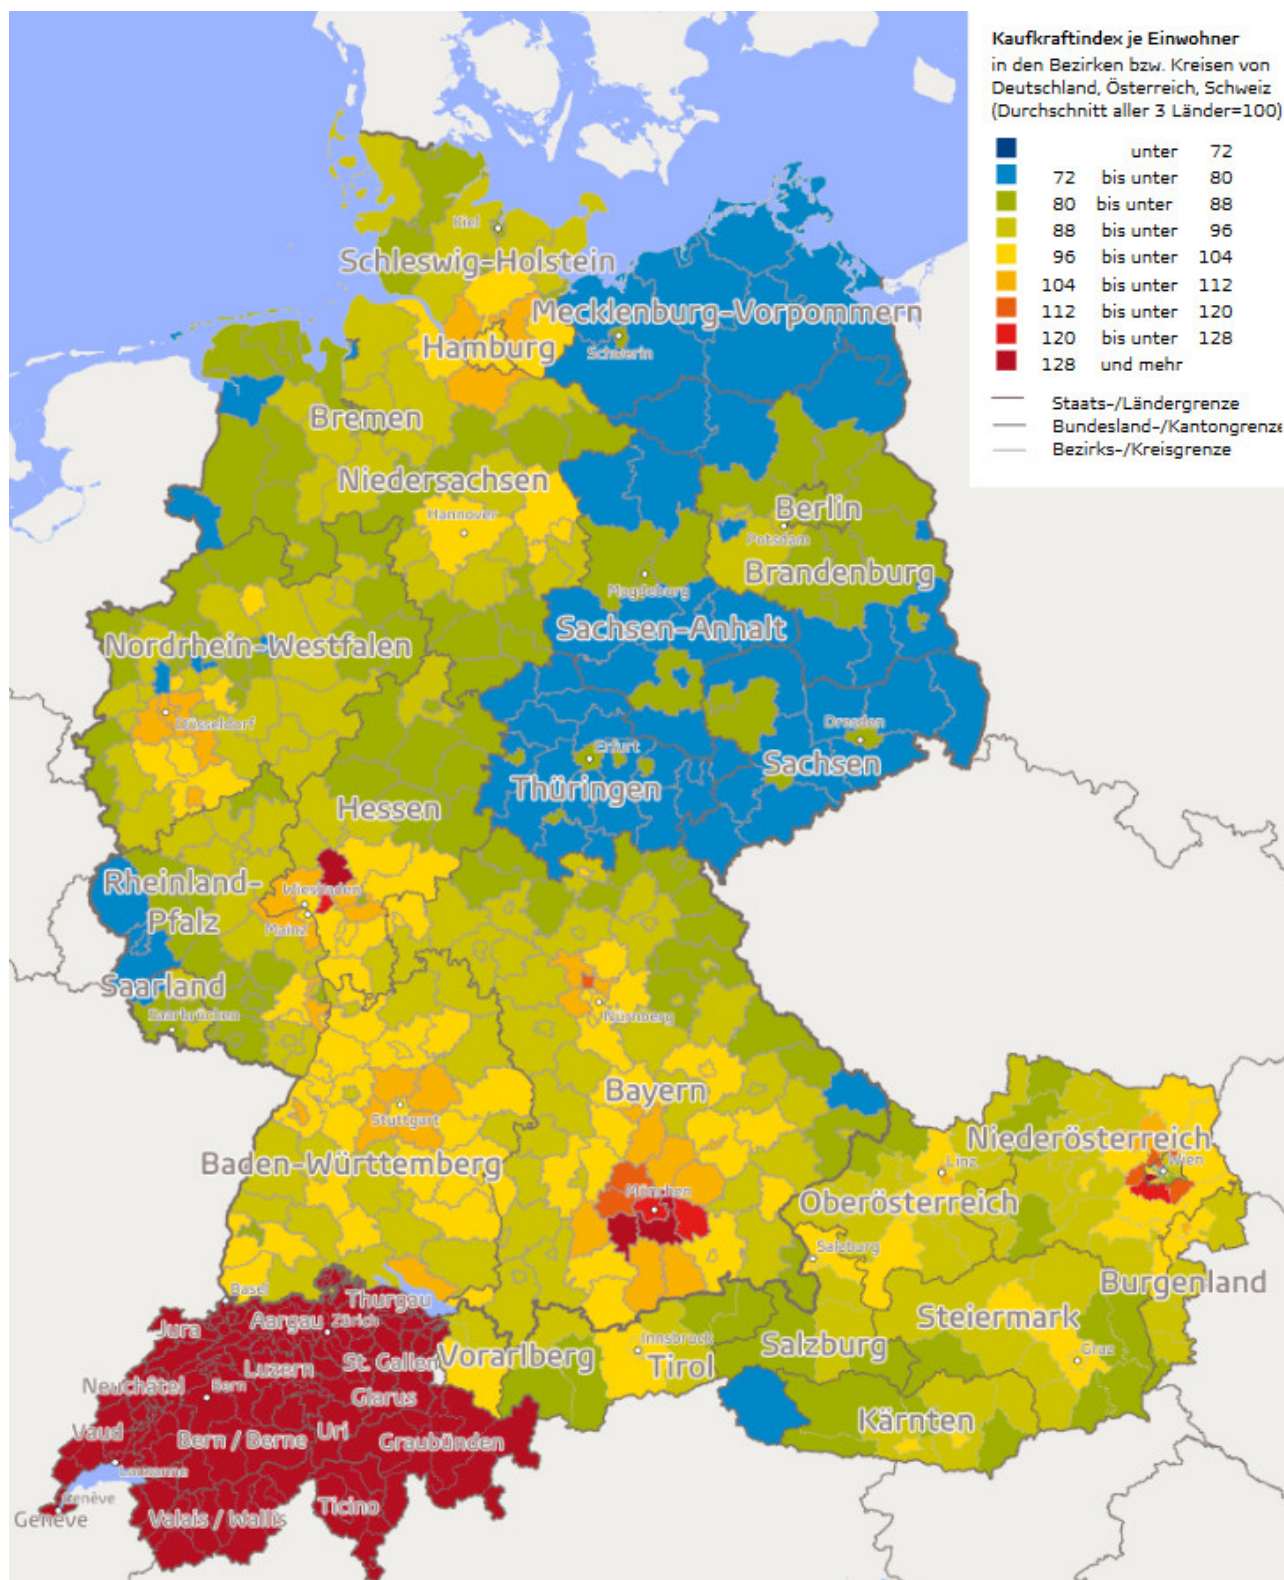 Kaufkraftindex je Einwohner
in den Bezirken bzw. Kreisen von
Deutschland, Österreich, Schweiz
(Durchschnitt aller 3 Länder=100)
unter 72
72 bis unter 80
80 bis unter 88
88 bis unter 96
96 bis unter 104
104 bis unter 112
112 bis unter 120
120 bis unter 128
128 und mehr
Staats-/Ländergrenze
Bundesland-/Kantongrenze
Bezirks-/Kreisgrenze
Kiel
Schleswig-Holstein
Mecklenburg-Vorpommern
Schwerin
Hamburg
Bremen
Niedersachsen
Hannover
Berlin
Potsdam
Brandenburg
Magdeburg
Sachsen-Anhalt
Nordrhein-Westfalen
Düsseldorf
Dresden
Erfurt
Sachsen
Thüringen
Hessen
Rheinland-
Pfalz
Wiesbaden
Mainz
Saarland
Saarbrücken
Nürnberg
Bayern
Stuttgart
Baden-Württemberg
München
Niederösterreich
Wien
Linz
Oberösterreich
Salzburg
Burgenland
Steiermark
Graz
Basel
Thurgau
Jura
Aargau
Zürich
Innsbruck
Salzburg
Vorarlberg
Tirol
St. Gallen
Luzern
Neuchâtel
Bern
Glarus
Kärnten
Vaud
Bern / Berne
Uri
Graubünden
Lausanne
Genève
Genève
Valais / Wallis
Ticino